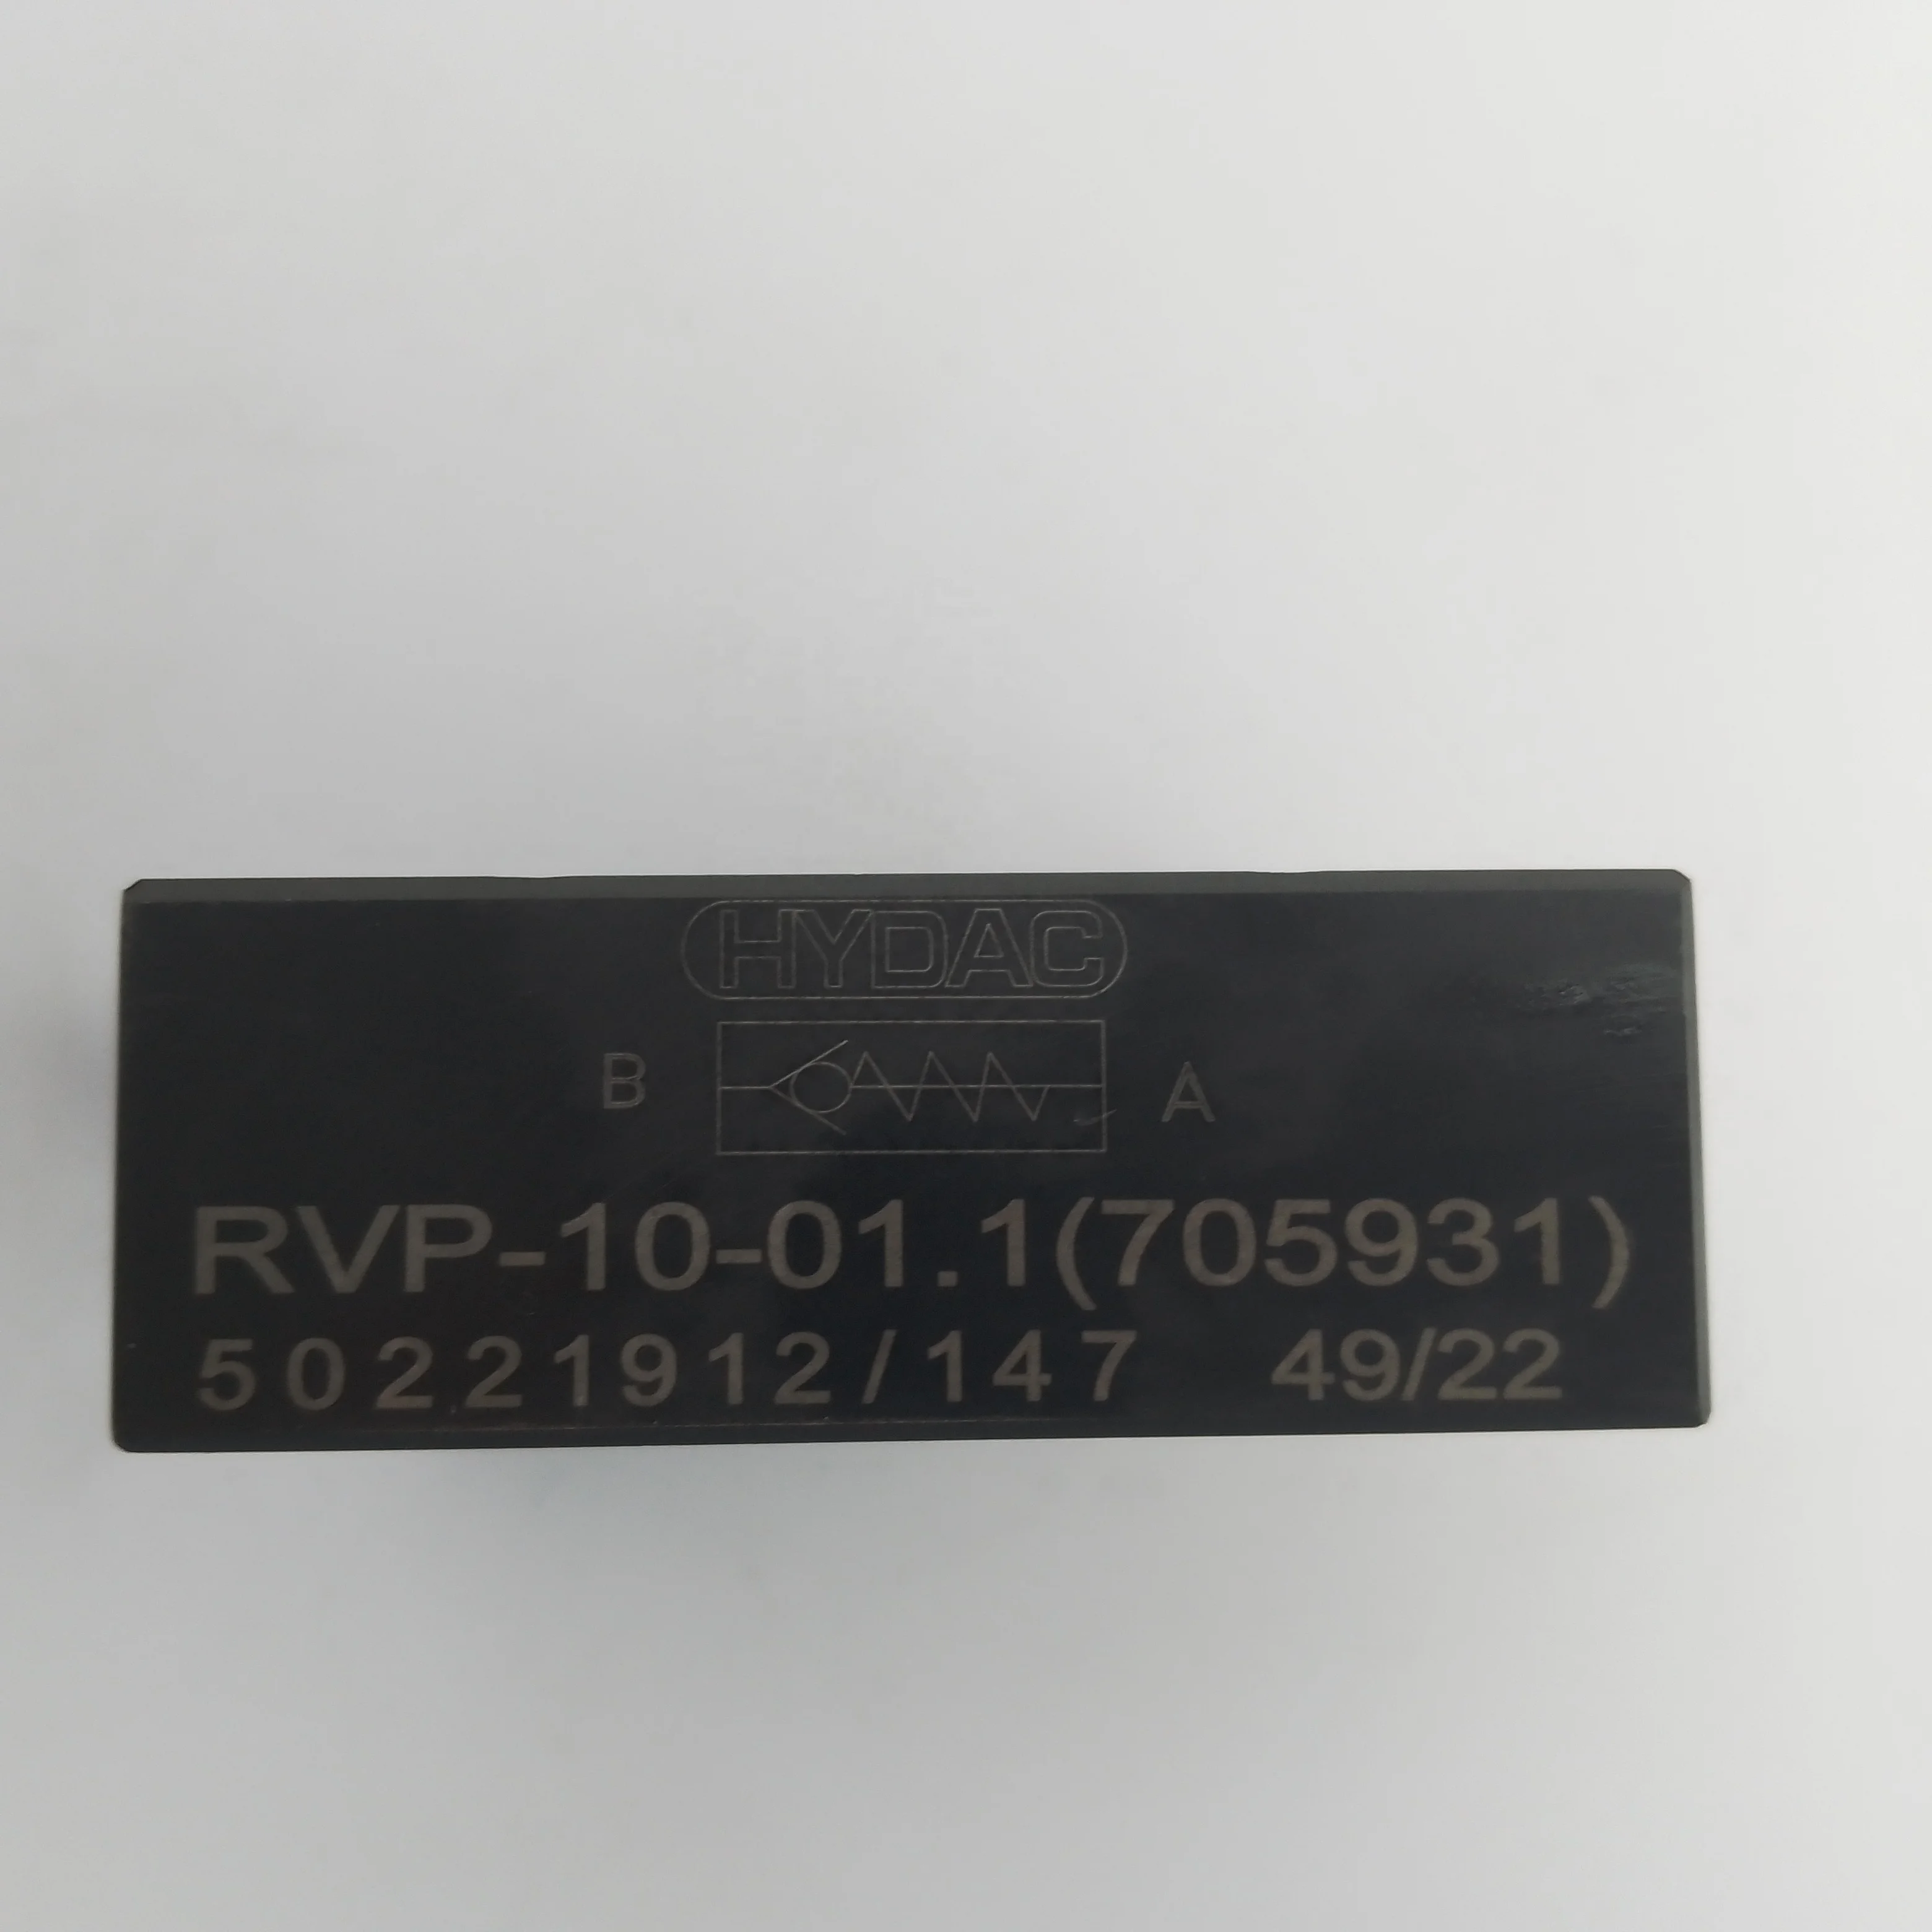 HYDAC
B A
RVP-10-01.1(705931)
50221912/147 49/22